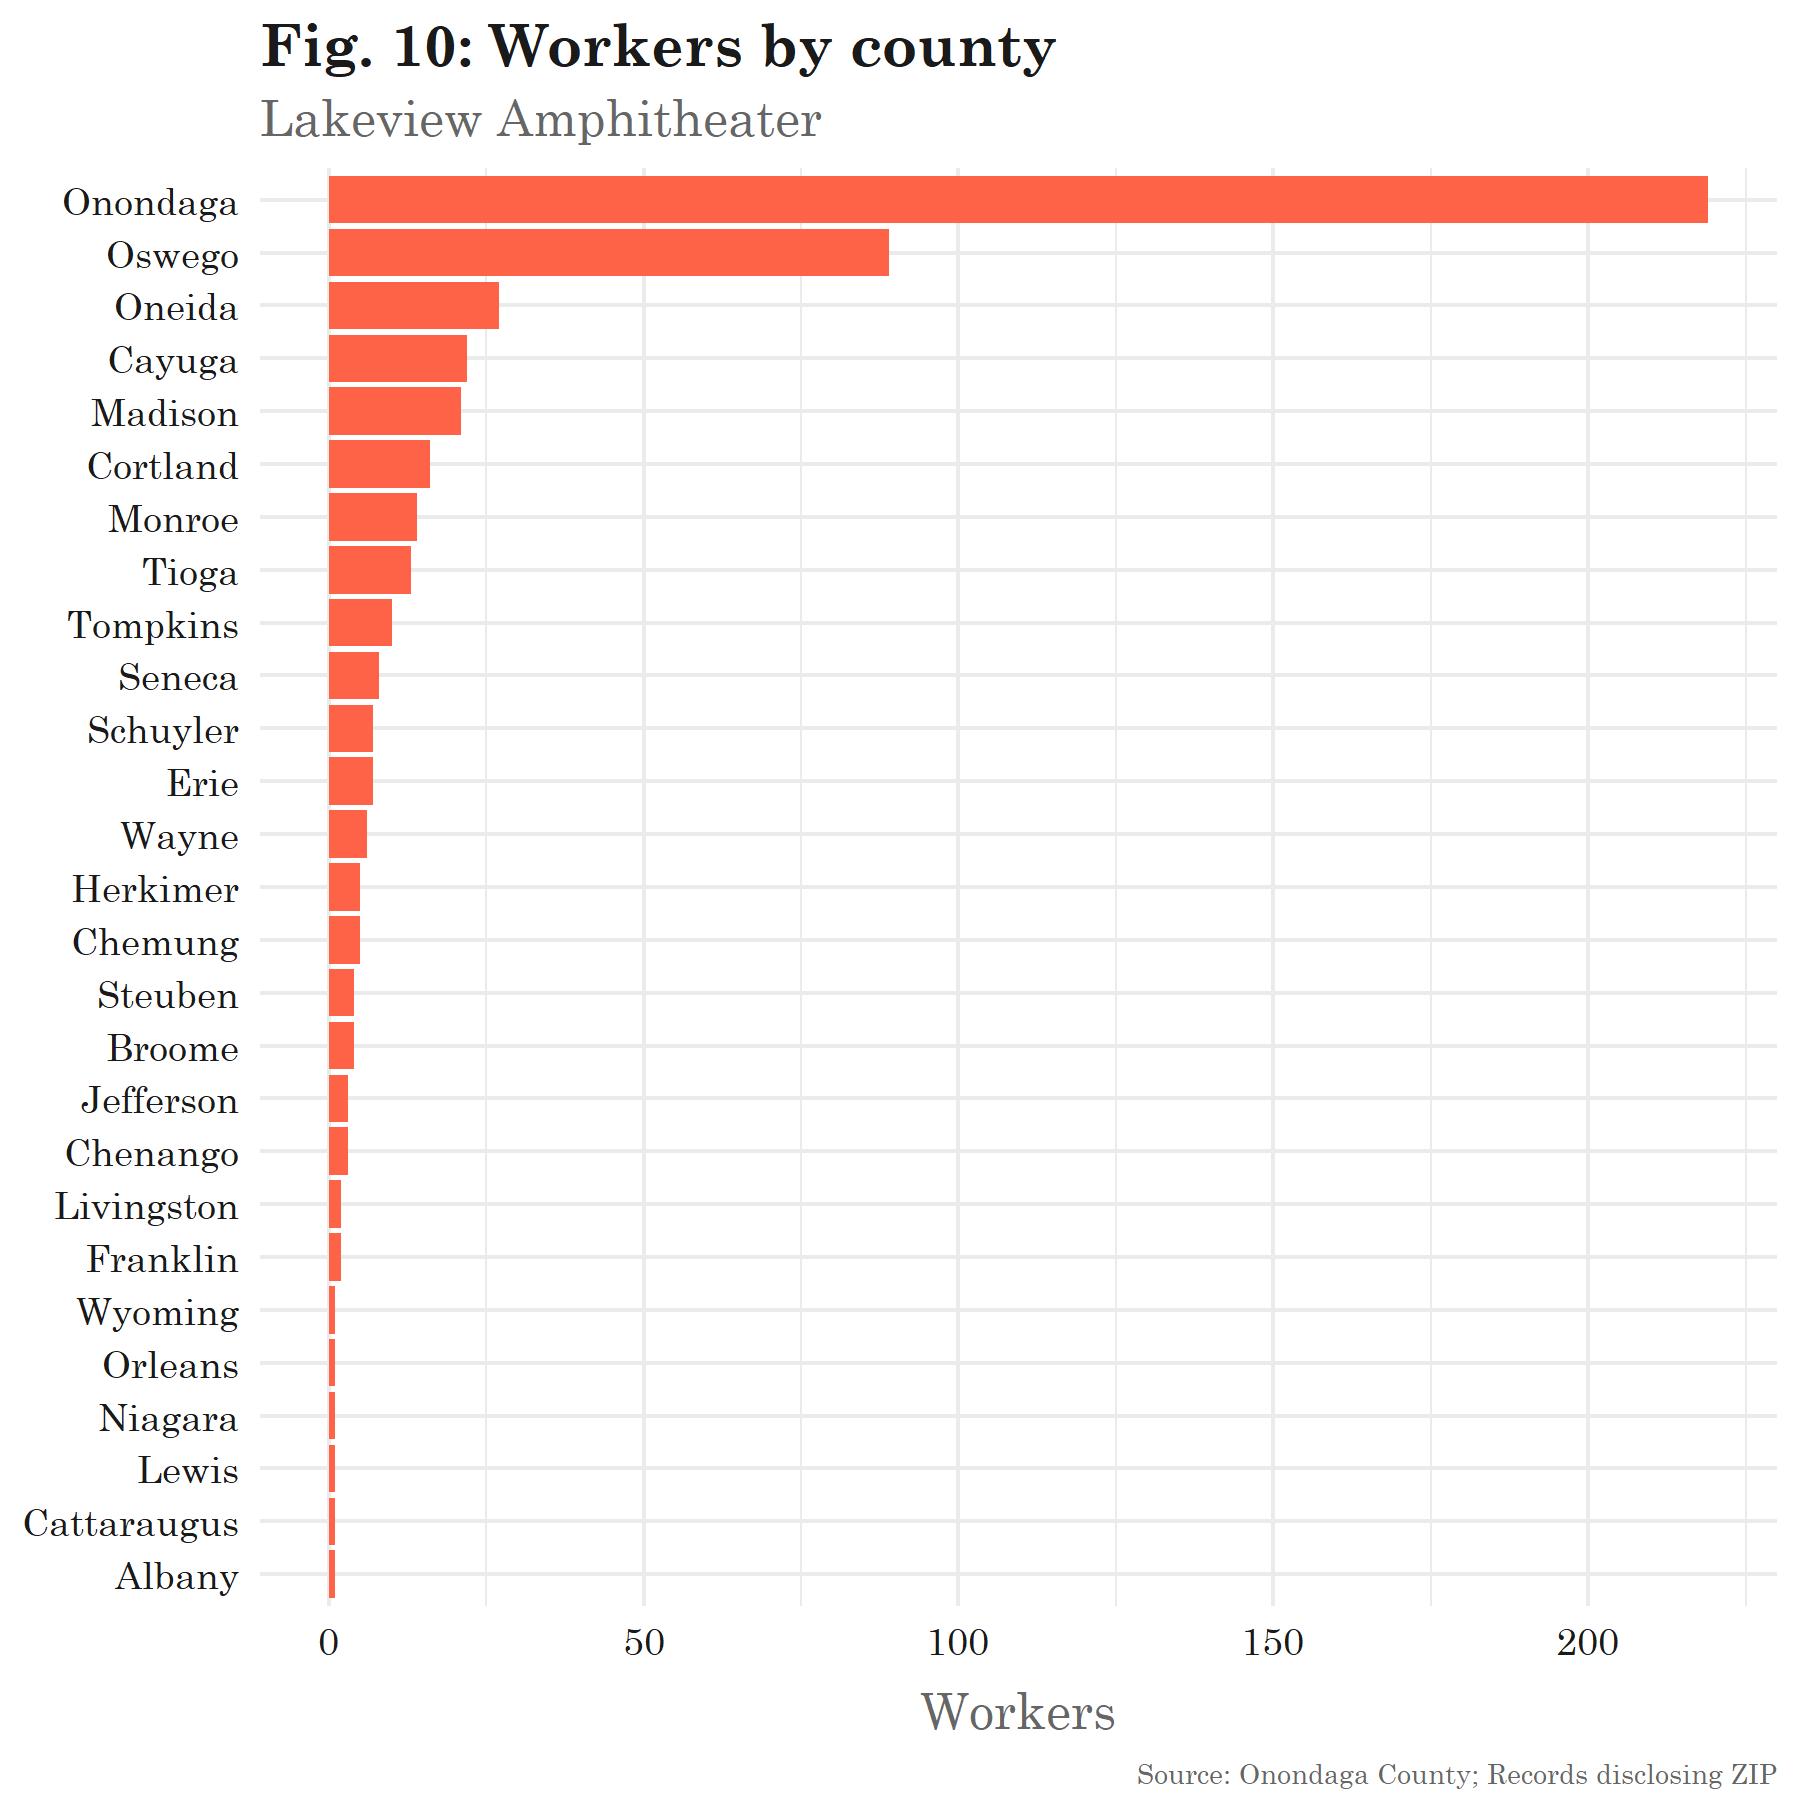 Fig. 10: Workers by county
Lakeview Amphitheater
Onondaga
Oswego
Oneida
Cayuga
Madison
Cortland
Monroe
Tioga
Tompkins
Seneca
Schuyler
Erie
Wayne
Herkimer
Chemung
Steuben
Broome
Jefferson
Chenango
Livingston
Franklin
Wyoming
Orleans
Niagara
Lewis
Cattaraugus
Albany
0 50 100 150 200
Workers
Source: Onondaga County; Records disclosing ZIP